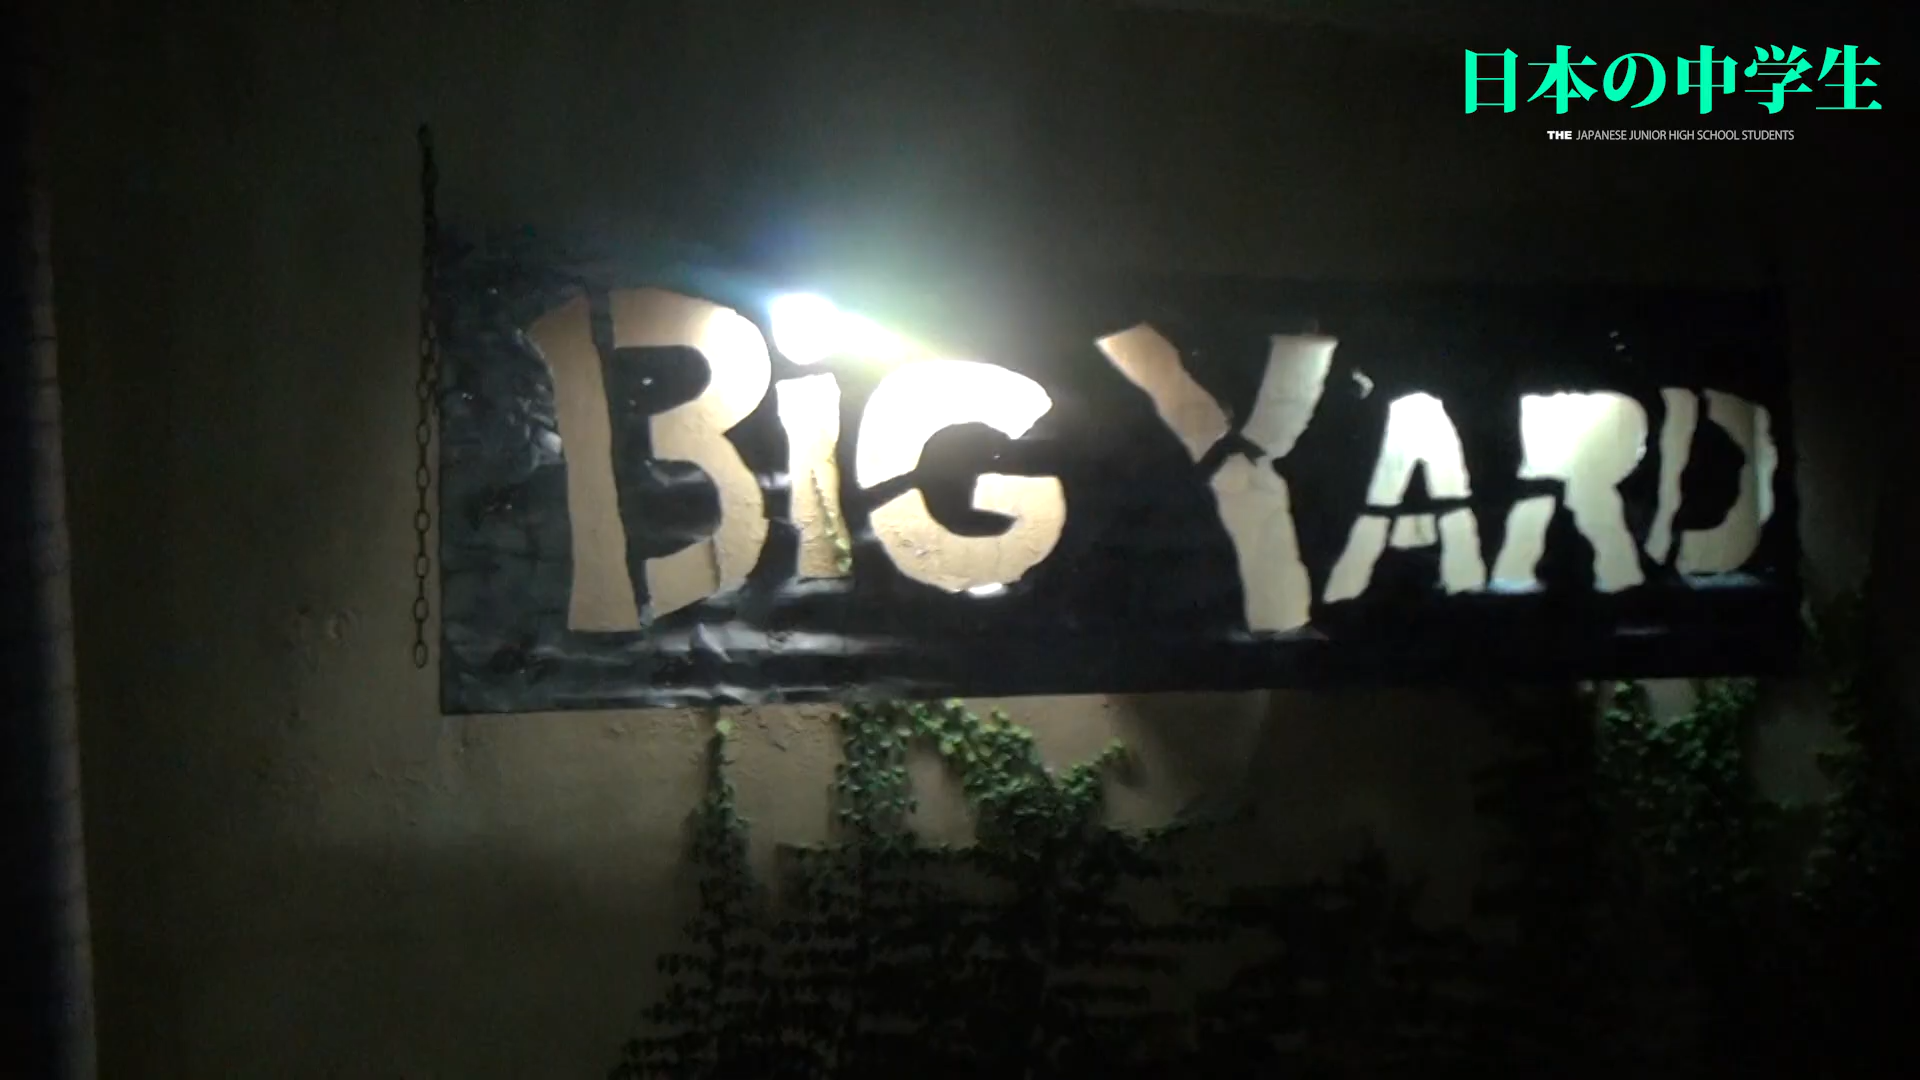 日本の中学生
THE JAPANESE JUNIOR HIGH SCHOOL STUDENTS
BiG YARD